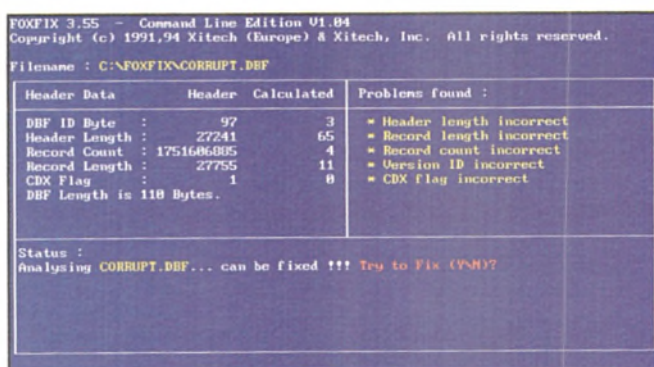 FOXFIX 3.55 - Command Line Edition V1.04
Copyright (c) 1991,94 Xitech (Europe) & Xitech, Inc. All rights reserved.
Filename : C:\FOXFIX\CORRUPT.DBF
Header Data Header Calculated
DBF ID Byte : 97 3
Header Length : 27241 65
Record Count : 1751606885 4
Record Length : 27755 11
CDX Flag : 1 0
DBF Length is 110 Bytes.
Problems found :
* Header length incorrect
* Record length incorrect
* Record count incorrect
* Version ID incorrect
* CDX flag incorrect
Status :
Analysing CORRUPT.DBF... can be fixed !!! Try to Fix (Y\N)?